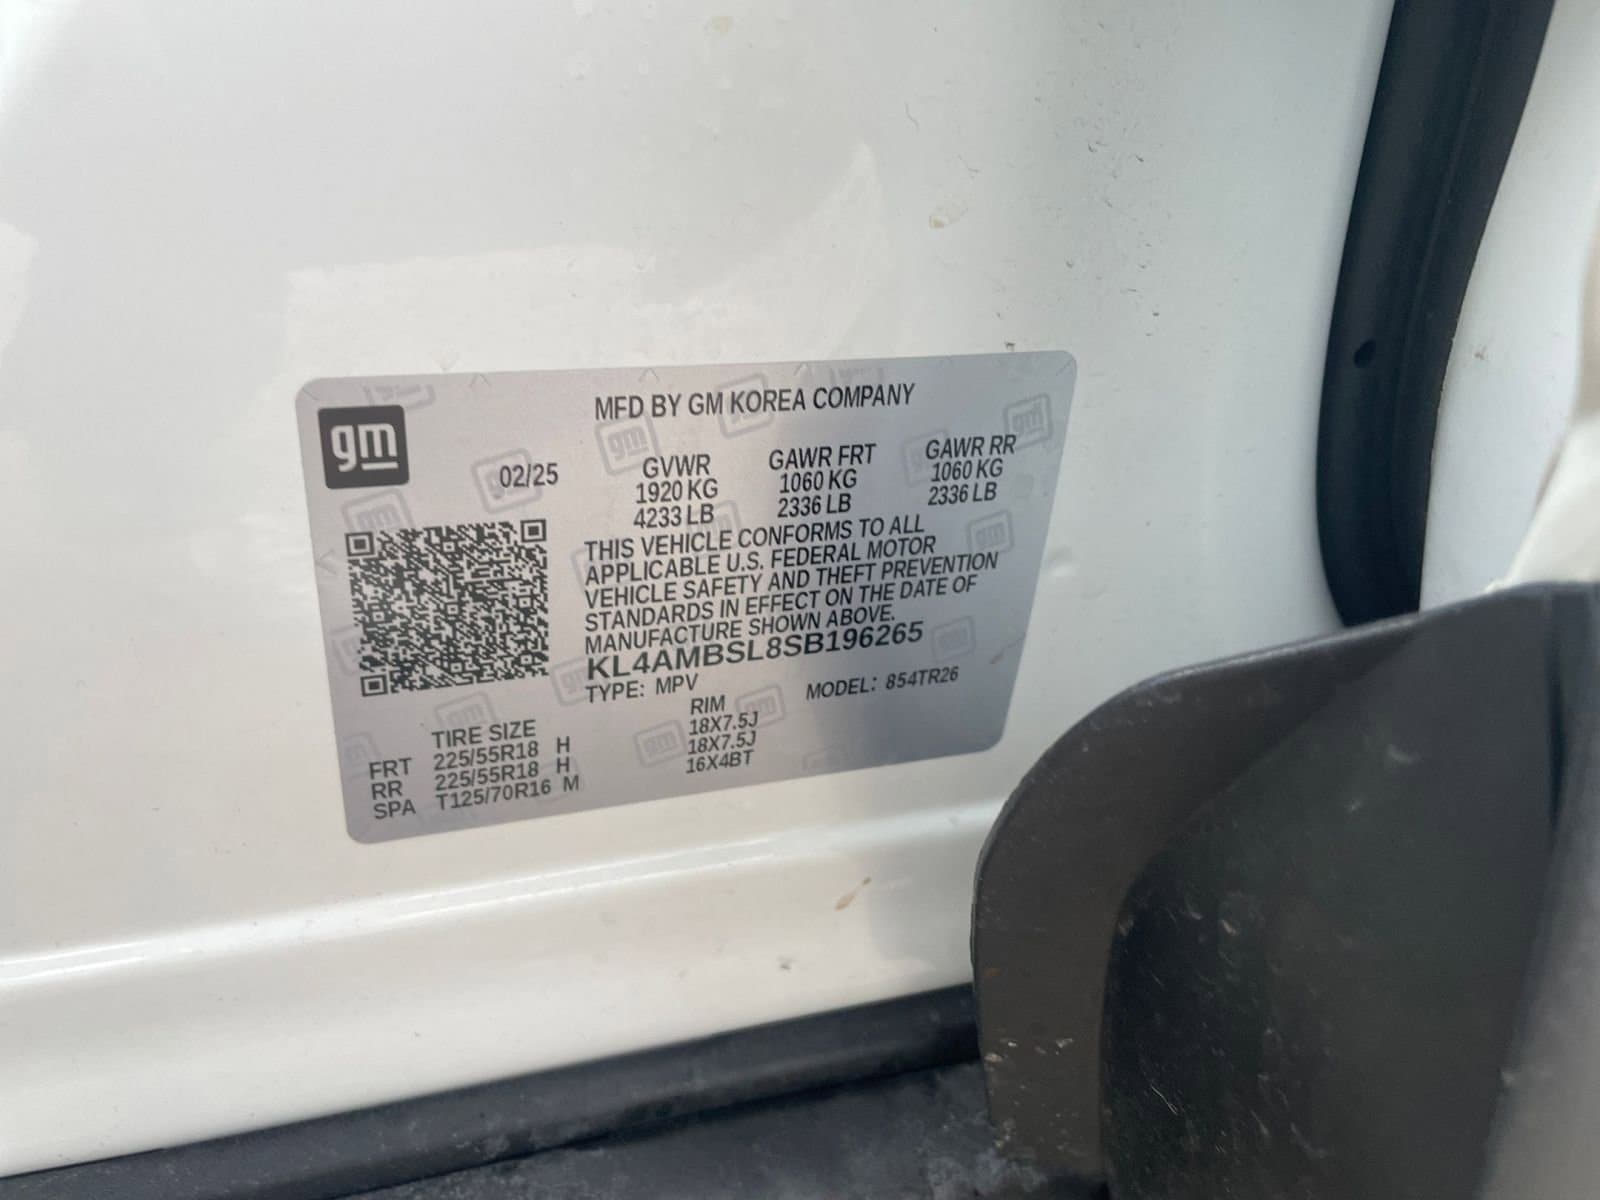 gm
MFD BY GM KOREA COMPANY
02/25
GVWR GAWR FRT GAWR RR
1920 KG 1060 KG 1060 KG
4233 LB 2336 LB 2336 LB
THIS VEHICLE CONFORMS TO ALL
APPLICABLE U.S. FEDERAL MOTOR
VEHICLE SAFETY AND THEFT PREVENTION
STANDARDS IN EFFECT ON THE DATE OF
MANUFACTURE SHOWN ABOVE.
KL4AMBSL8SB196265
TYPE: MPV MODEL: 854TR26
TIRE SIZE RIM
FRT 225/55R18 H 18X7.5J
RR 225/55R18 H 18X7.5J
SPA T125/70R16 M 16X4BT